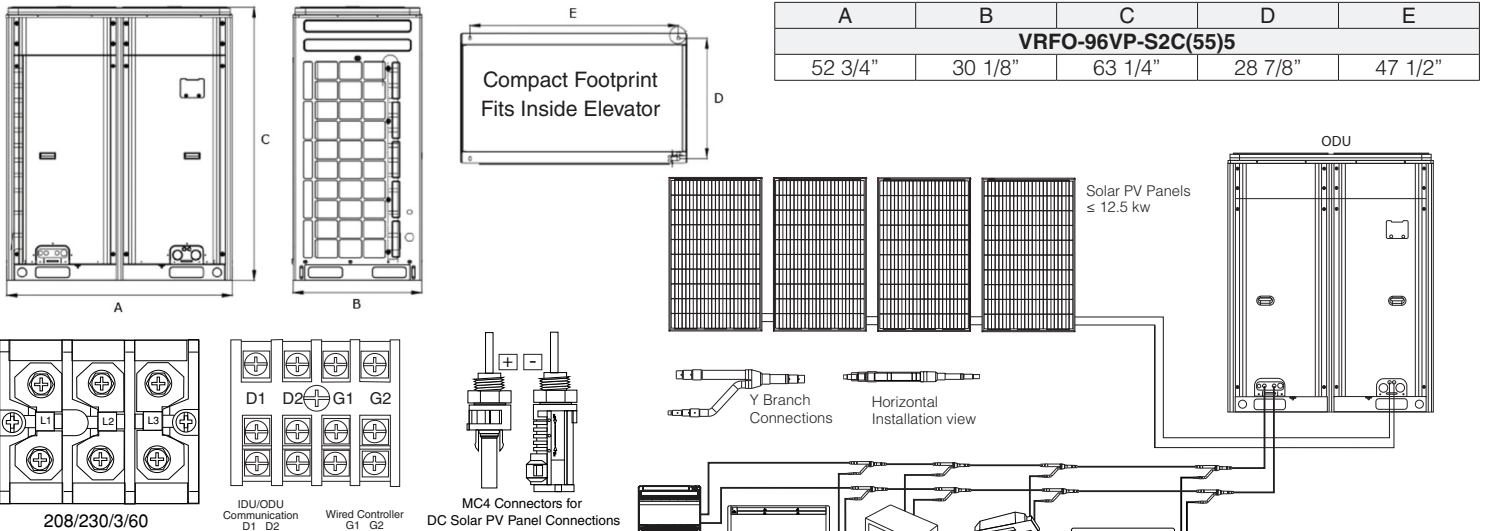 A B C D E
VRFO-96VP-S2C(55)5
52 3/4” 30 1/8” 63 1/4” 28 7/8” 47 1/2”
E
Compact Footprint
Fits Inside Elevator
D
C
A
B
ODU
Solar PV Panels
≤ 12.5 kw
Y Branch
Connections
Horizontal
Installation view
L1 L2 L3
208/230/3/60
D1 D2 G1 G2
IDU/ODU
Communication
D1 D2
Wired Controller
G1 G2
+ -
MC4 Connectors for
DC Solar PV Panel Connections